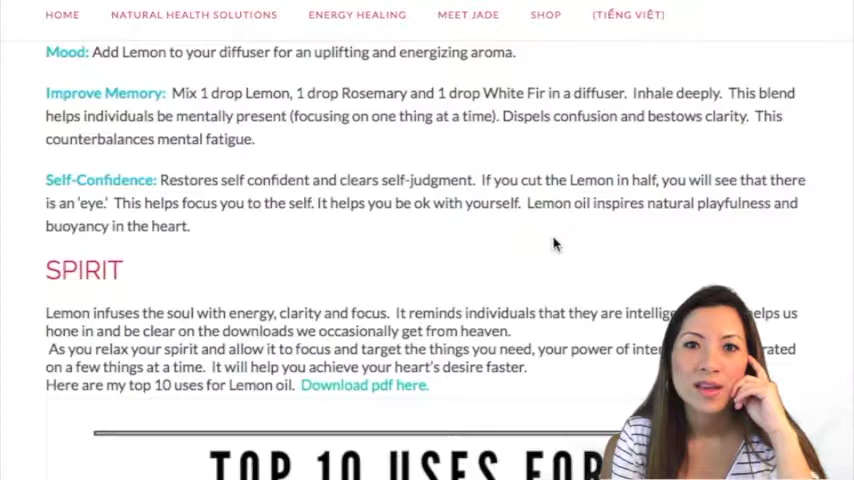 HOME NATURAL HEALTH SOLUTIONS ENERGY HEALING MEET JADE SHOP (TIẾNG VIỆT)
Mood: Add Lemon to your diffuser for an uplifting and energizing aroma.
Improve Memory: Mix 1 drop Lemon, 1 drop Rosemary and 1 drop White Fir in a diffuser. Inhale deeply. This blend
helps individuals be mentally present (focusing on one thing at a time). Dispels confusion and bestows clarity. This
counterbalances mental fatigue.
Self-Confidence: Restores self confident and clears self-judgment. If you cut the Lemon in half, you will see that there
is an 'eye.' This helps focus you to the self. It helps you be ok with yourself. Lemon oil inspires natural playfulness and
buoyancy in the heart.
SPIRIT
Lemon infuses the soul with energy, clarity and focus. It reminds individuals that they are helps us
hone in and be clear on the downloads we occasionally get from heaven.
As you relax your spirit and allow it to focus and target the things you need, your power of
on a few things at a time. It will help you achieve your heart's desire faster.
Here are my top 10 uses for Lemon oil. Download pdf here.
TOP 10 USES FOR